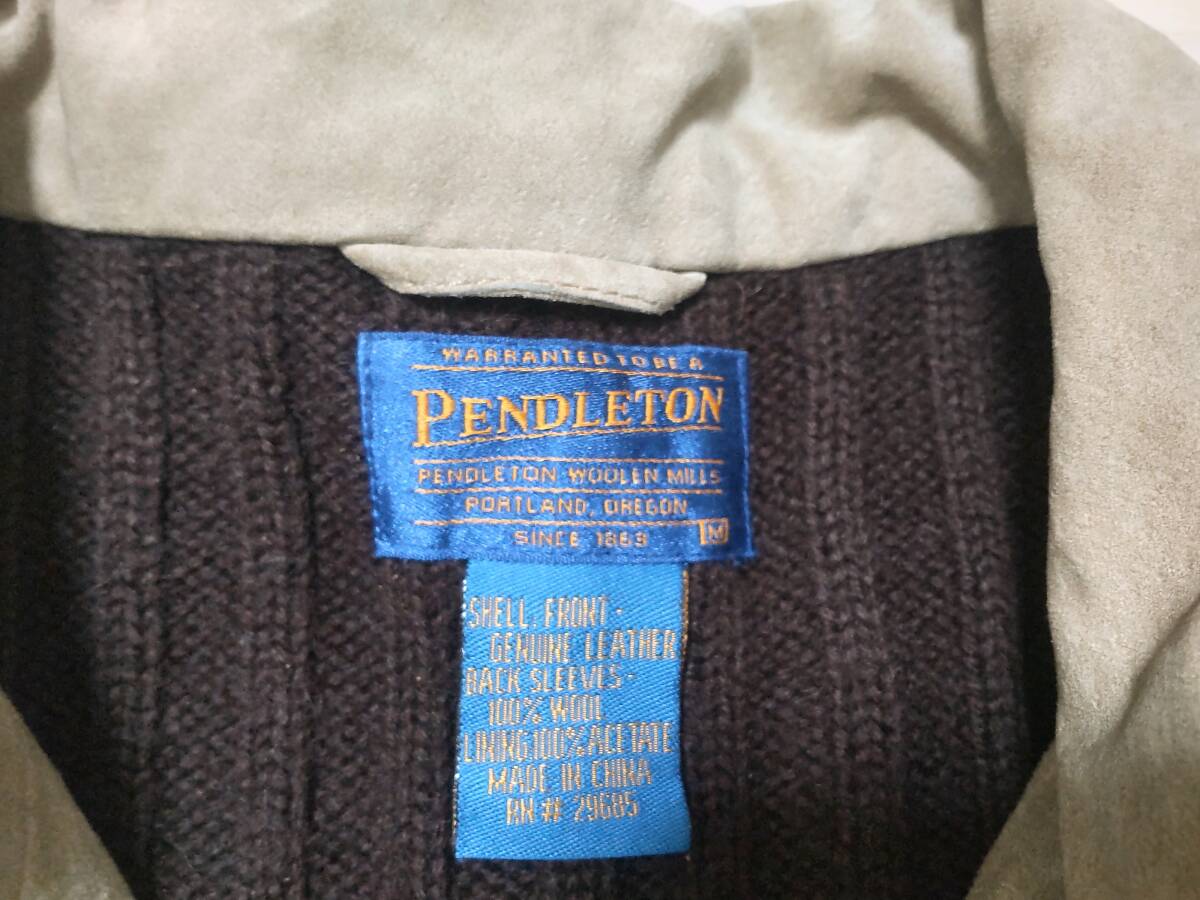 WARRANTED TO BE A
PENDLETON
PENDLETON WOOLEN MILLS
PORTLAND, OREGON
SINCE 1863 M
SHELL, FRONT-
GENUINE LEATHER
BACK SLEEVES-
100% WOOL
LINING,100% ACETATE
MADE IN CHINA
RN# 29685